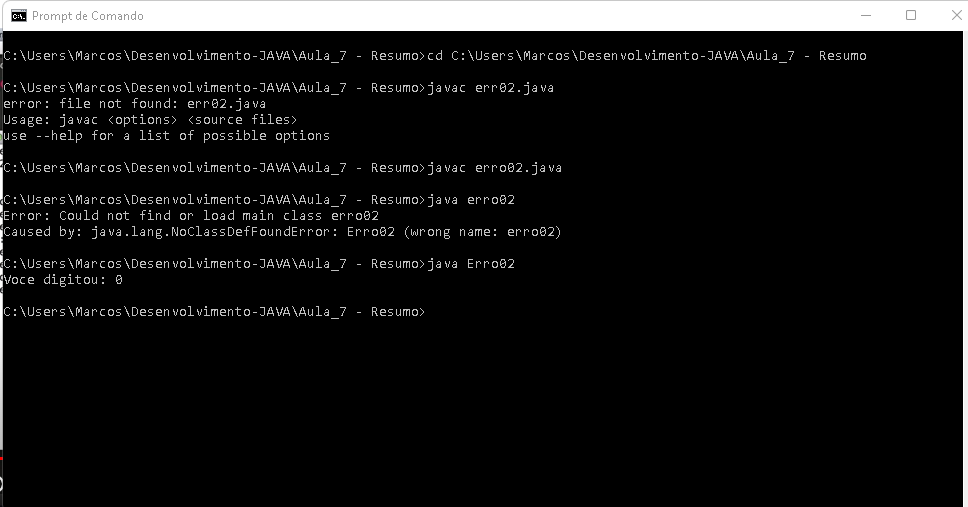 Prompt de Comando
C:\Users\Marcos\Desenvolvimento-JAVA\Aula_7 - Resumo>cd C:\Users\Marcos\Desenvolvimento-JAVA\Aula_7 - Resumo
C:\Users\Marcos\Desenvolvimento-JAVA\Aula_7 - Resumo>javac err02.java
error: file not found: err02.java
Usage: javac <options> <source files>
use --help for a list of possible options
C:\Users\Marcos\Desenvolvimento-JAVA\Aula_7 - Resumo>javac erro02.java
C:\Users\Marcos\Desenvolvimento-JAVA\Aula_7 - Resumo>java erro02
Error: Could not find or load main class erro02
Caused by: java.lang.NoClassDefFoundError: Erro02 (wrong name: erro02)
C:\Users\Marcos\Desenvolvimento-JAVA\Aula_7 - Resumo>java Erro02
Voce digitou: 0
C:\Users\Marcos\Desenvolvimento-JAVA\Aula_7 - Resumo>